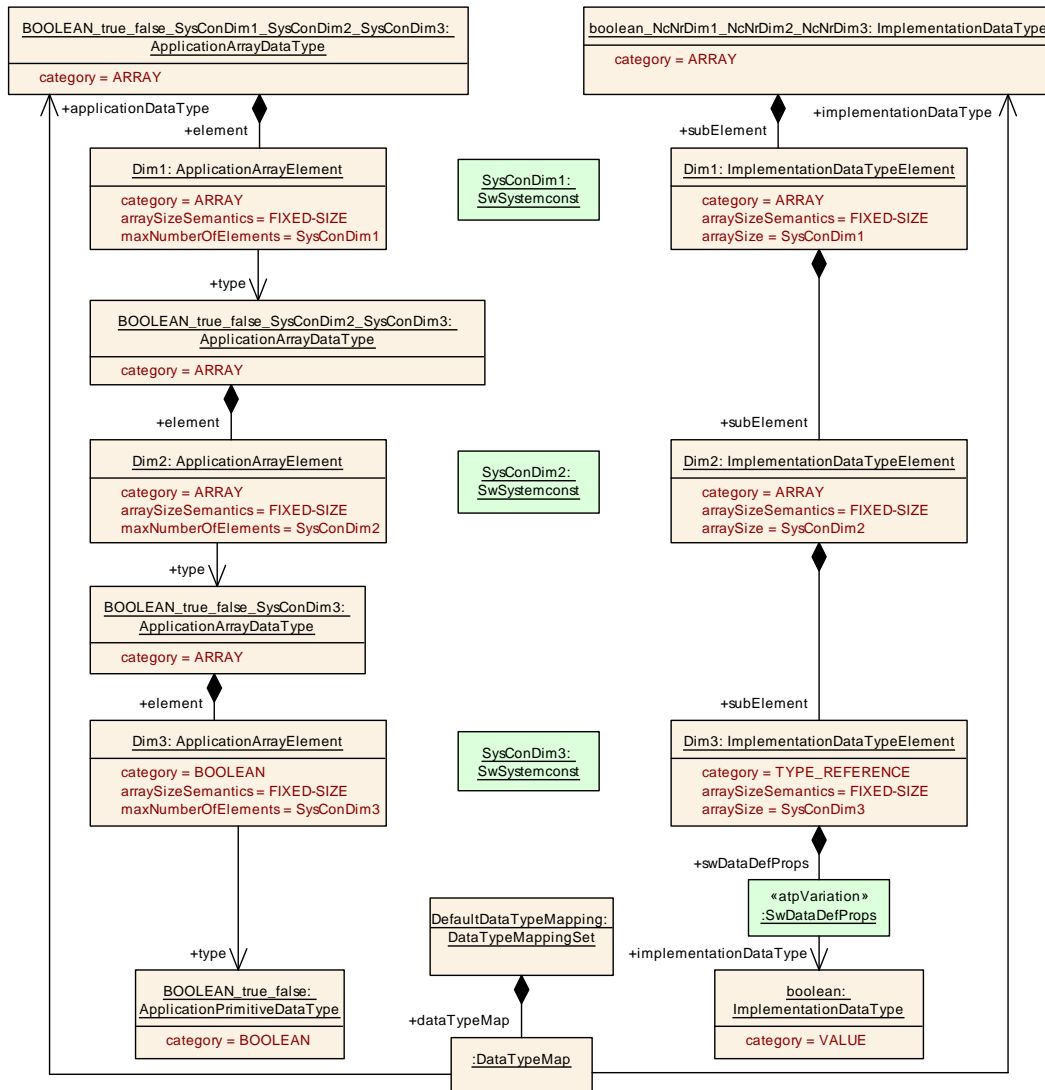 BOOLEAN_true_false_SysConDim1_SysConDim2_SysConDim3:
ApplicationArrayDataType
category = ARRAY
boolean_NcNrDim1_NcNrDim2_NcNrDim3: ImplementationDataType
category = ARRAY
+applicationDataType
+element
+subElement
+implementationDataType
Dim1: ApplicationArrayElement
category = ARRAY
arraySizeSemantics = FIXED-SIZE
maxNumberOfElements = SysConDim1
SysConDim1:
SwSystemconst
Dim1: ImplementationDataTypeElement
category = ARRAY
arraySizeSemantics = FIXED-SIZE
arraySize = SysConDim1
+type
BOOLEAN_true_false_SysConDim2_SysConDim3:
ApplicationArrayDataType
category = ARRAY
+element
+subElement
Dim2: ApplicationArrayElement
category = ARRAY
arraySizeSemantics = FIXED-SIZE
maxNumberOfElements = SysConDim2
SysConDim2:
SwSystemconst
Dim2: ImplementationDataTypeElement
category = ARRAY
arraySizeSemantics = FIXED-SIZE
arraySize = SysConDim2
+type
BOOLEAN_true_false_SysConDim3:
ApplicationArrayDataType
category = ARRAY
+element
+subElement
Dim3: ApplicationArrayElement
category = BOOLEAN
arraySizeSemantics = FIXED-SIZE
maxNumberOfElements = SysConDim3
SysConDim3:
SwSystemconst
Dim3: ImplementationDataTypeElement
category = TYPE_REFERENCE
arraySizeSemantics = FIXED-SIZE
arraySize = SysConDim3
+swDataDefProps
«atpVariation»
:SwDataDefProps
DefaultDataTypeMapping:
DataTypeMappingSet
+type
+implementationDataType
BOOLEAN_true_false:
ApplicationPrimitiveDataType
category = BOOLEAN
boolean:
ImplementationDataType
category = VALUE
+dataTypeMap
:DataTypeMap